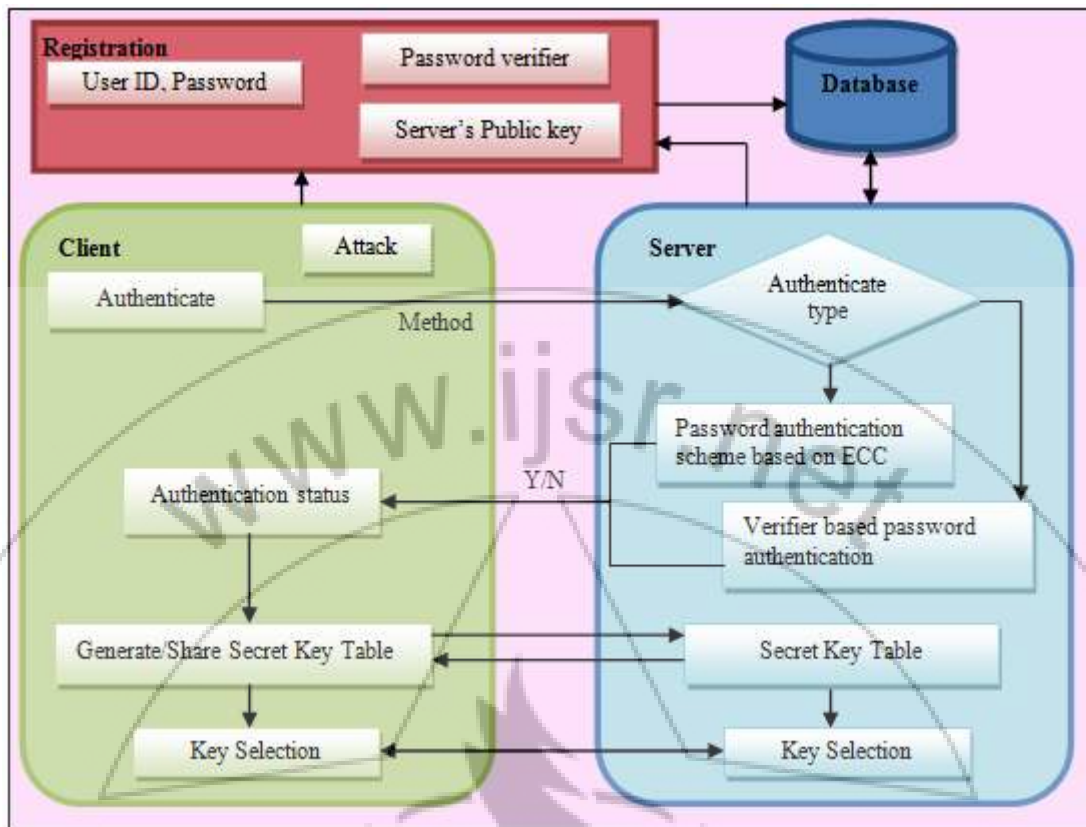 Registration
User ID, Password
Password verifier
Server's Public key
Database
Client
Attack
Authenticate
Method
Server
Authenticate
type
Password authentication
scheme based on ECC
Y/N
Authentication status
Verifier based password
authentication
Generate/Share Secret Key Table
Secret Key Table
Key Selection
Key Selection
www.ijsr.net